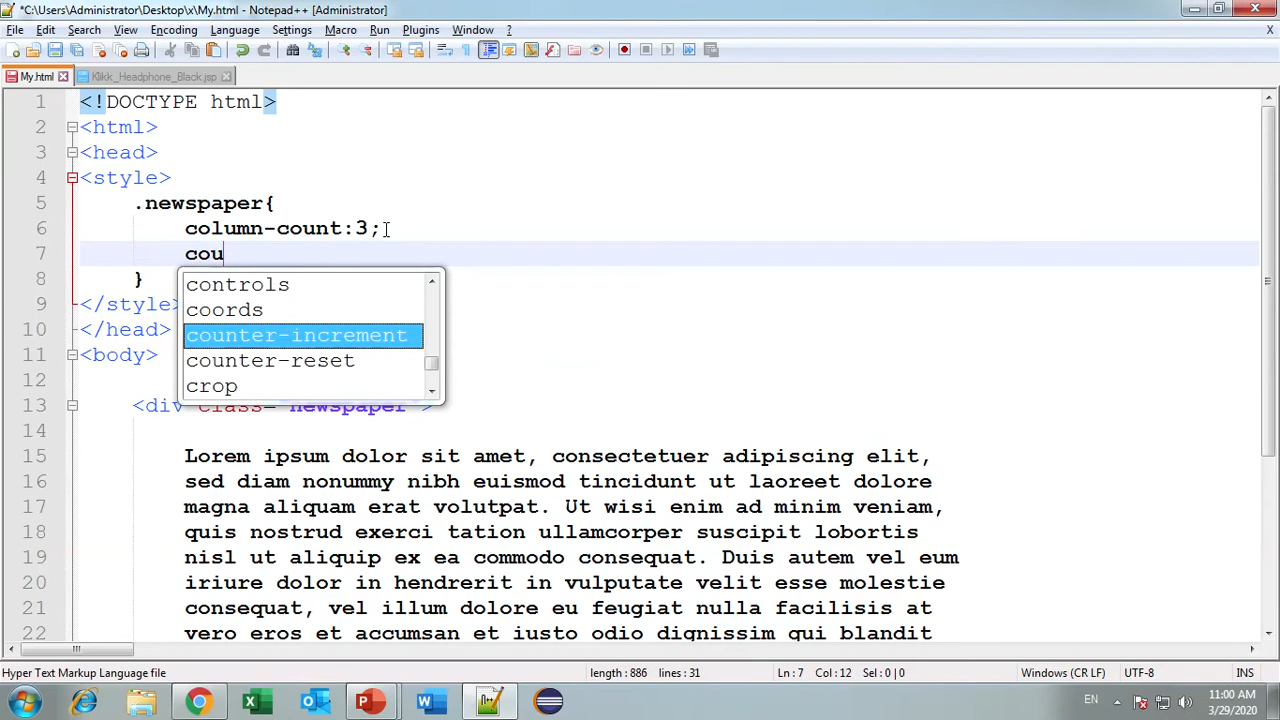 *C:\Users\Administrator\Desktop\x\My.html - Notepad++ [Administrator]
File Edit Search View Encoding Language Settings Macro Run Plugins Window ? X
My.html Klikk_Headphone_Black.jsp
1 <!DOCTYPE html>
2 <html>
3 <head>
4 <style>
5 .newspaper{
6 column-count:3;
7 cou
8 }
controls
9 </style>
coords
10 </head>
counter-increment
11 <body>
counter-reset
12
crop
13 <div class="newspaper">
14
15 Lorem ipsum dolor sit amet, consectetuer adipiscing elit,
16 sed diam nonummy nibh euismod tincidunt ut laoreet dolore
17 magna aliquam erat volutpat. Ut wisi enim ad minim veniam,
18 quis nostrud exerci tation ullamcorper suscipit lobortis
19 nisl ut aliquip ex ea commodo consequat. Duis autem vel eum
20 iriure dolor in hendrerit in vulputate velit esse molestie
21 consequat, vel illum dolore eu feugiat nulla facilisis at
22 vero eros et accumsan et iusto odio dignissim qui blandit
Hyper Text Markup Language file length : 886 lines : 31 Ln : 7 Col : 12 Sel : 0 | 0 Windows (CR LF) UTF-8 INS
EN 11:00 AM
3/29/2020